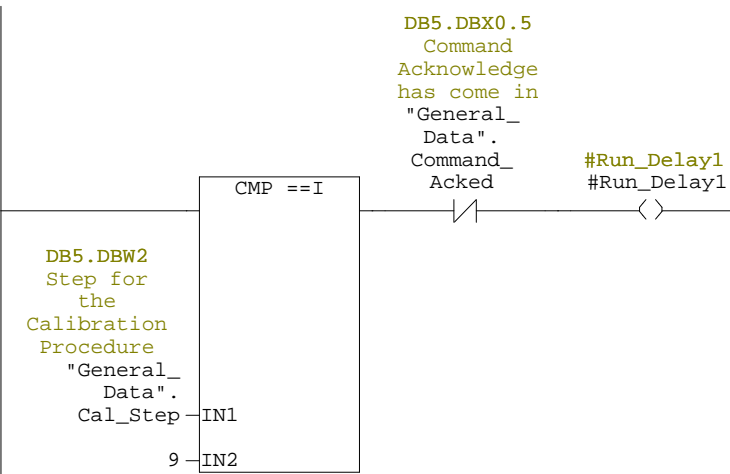 DB5.DBX0.5
Command
Acknowledge
has come in
"General_
Data".
Command_
Acked
#Run_Delay1
#Run_Delay1
CMP ==I
DB5.DBW2
Step for
the
Calibration
Procedure
"General_
Data".
Cal_Step
IN1
9
IN2